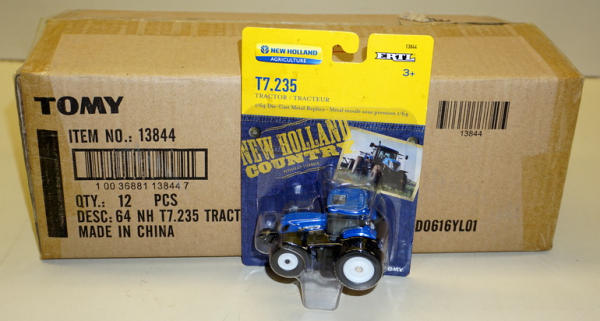 TOMY
ITEM NO.: 13844
1 00 36881 13844 7
QTY.: 12 PCS
DESC: 64 NH T7.235 TRACT
MADE IN CHINA
NEW HOLLAND
AGRICULTURE
13844
ERTL
3+
T7.235
TRACTOR / TRACTEUR
1/64 Die-Cast Metal Replica • Metal moulé sous pression 1/64
NEW HOLLAND
COUNTRY
TOMY
13844
D0616YL01